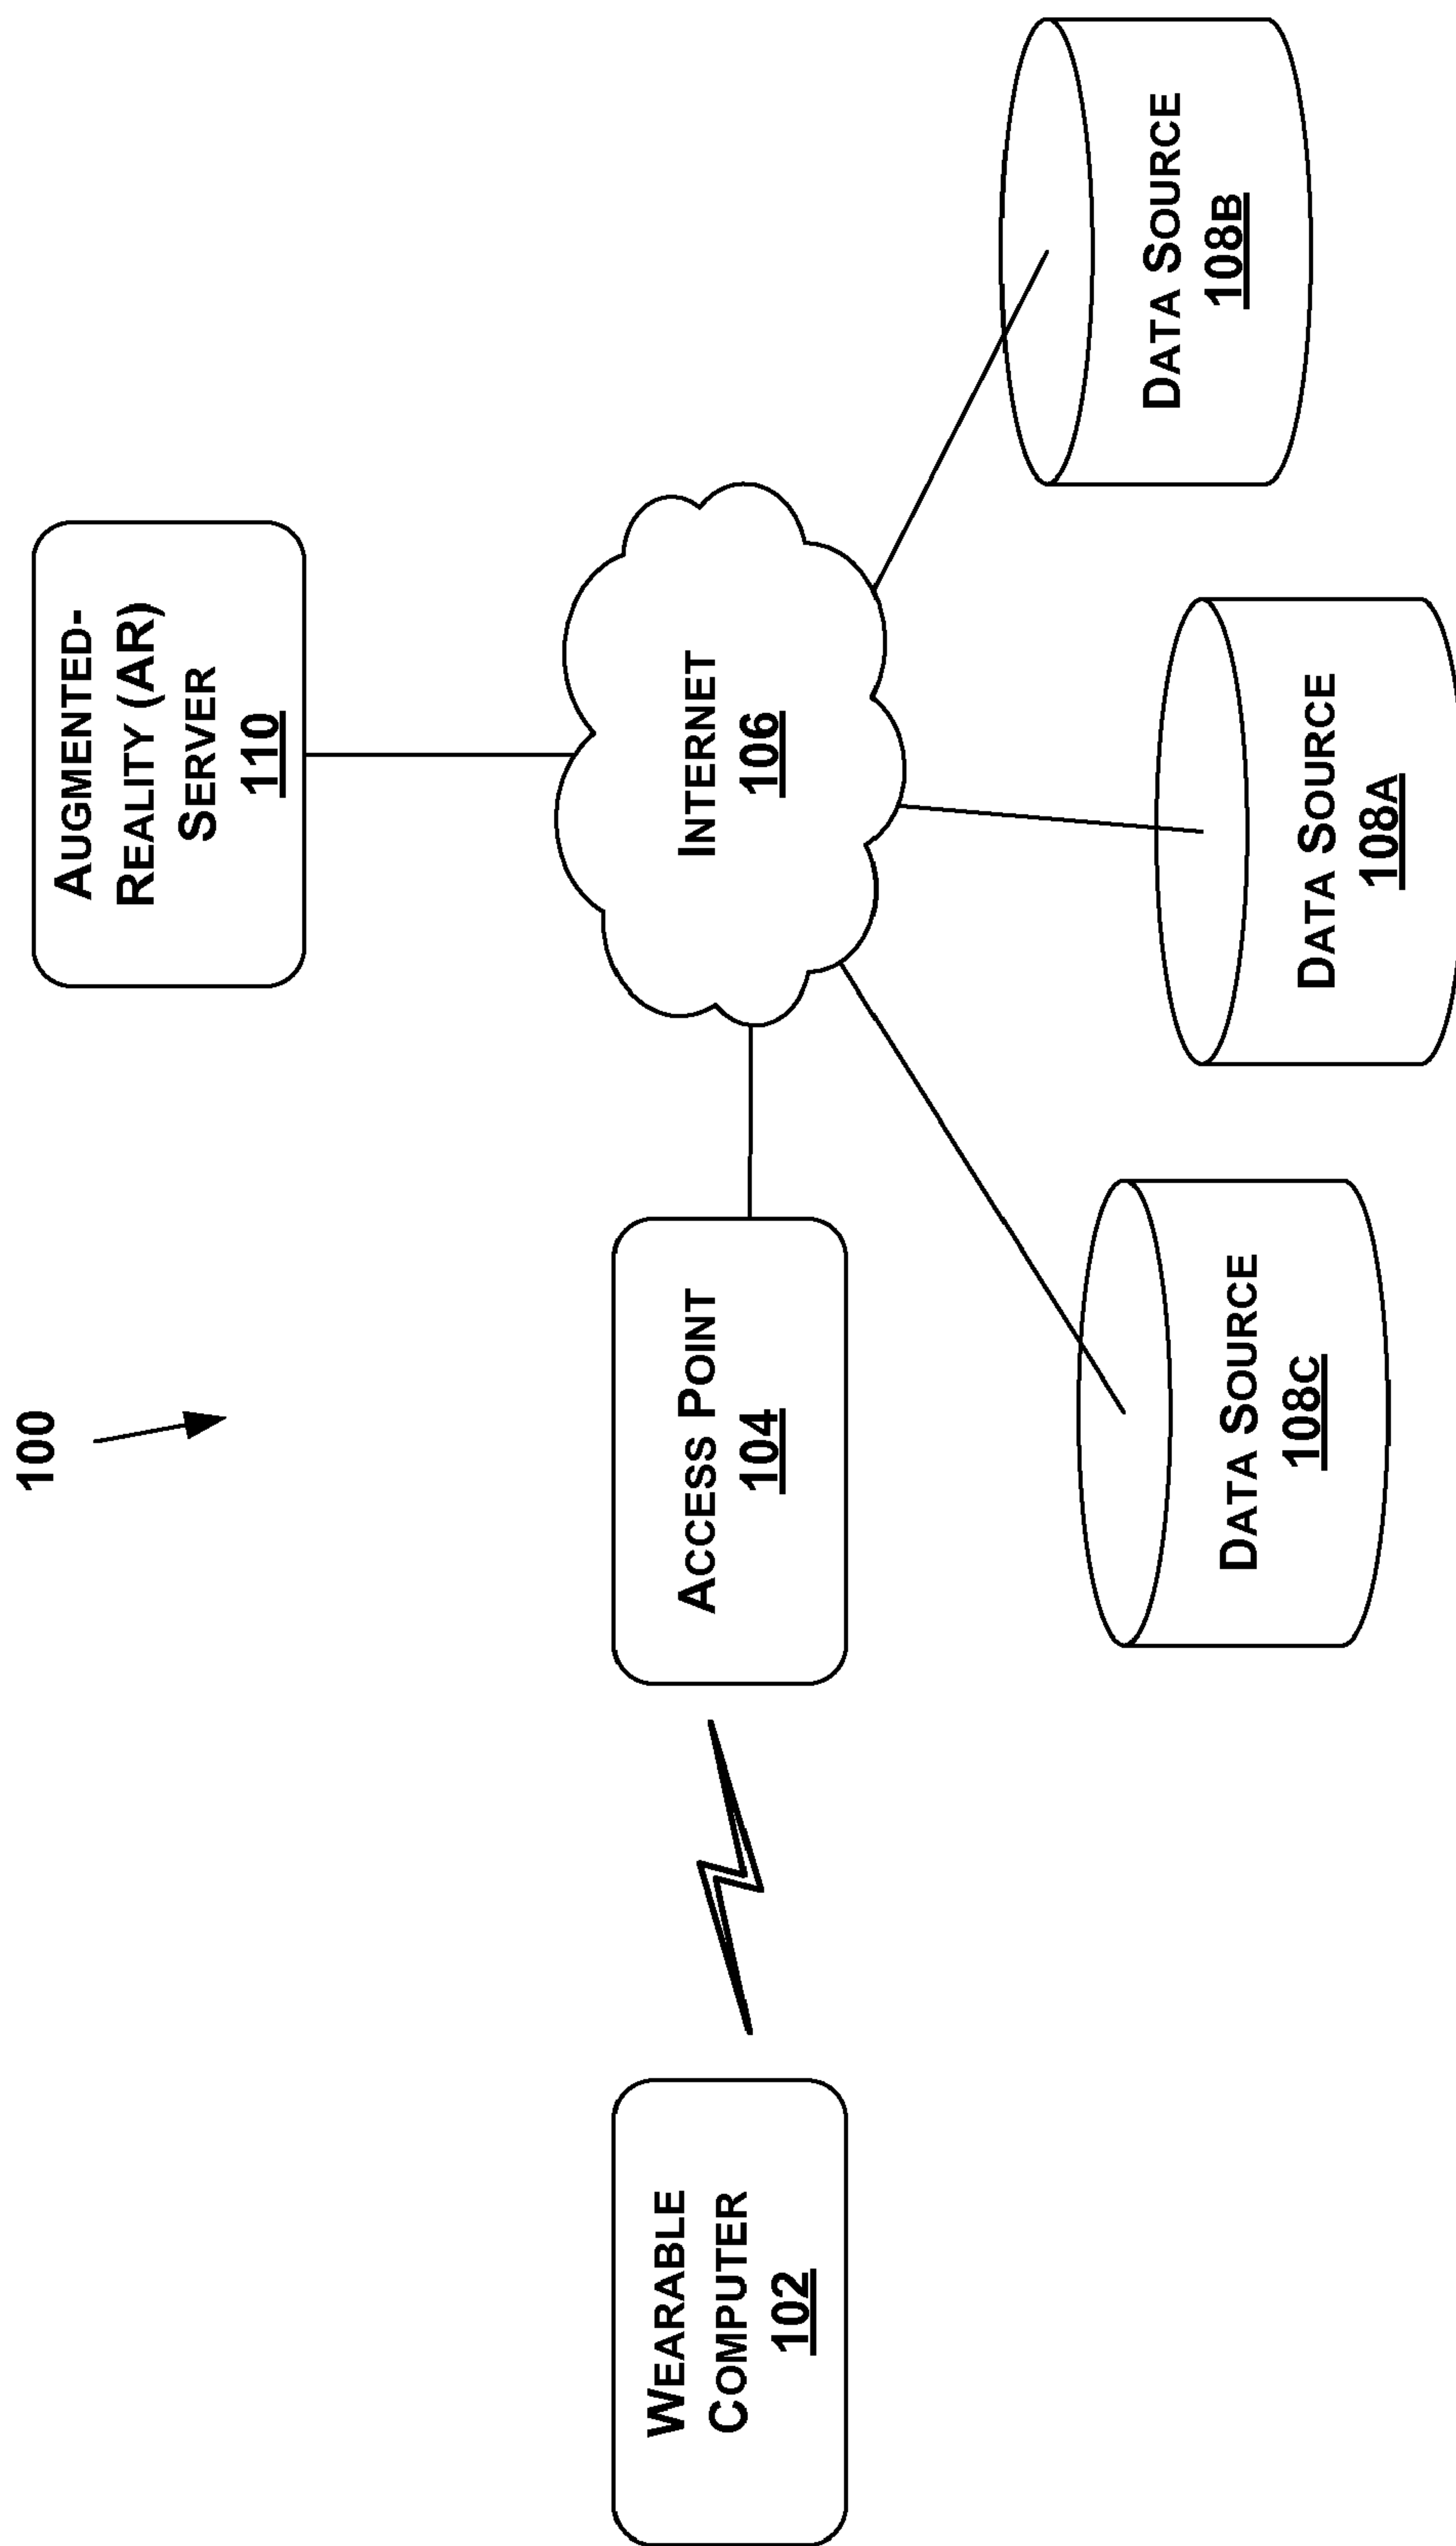 100
AUGMENTED-
REALITY (AR)
SERVER
110
WEARABLE
COMPUTER
102
ACCESS POINT
104
INTERNET
106
DATA SOURCE
108C
DATA SOURCE
108A
DATA SOURCE
108B